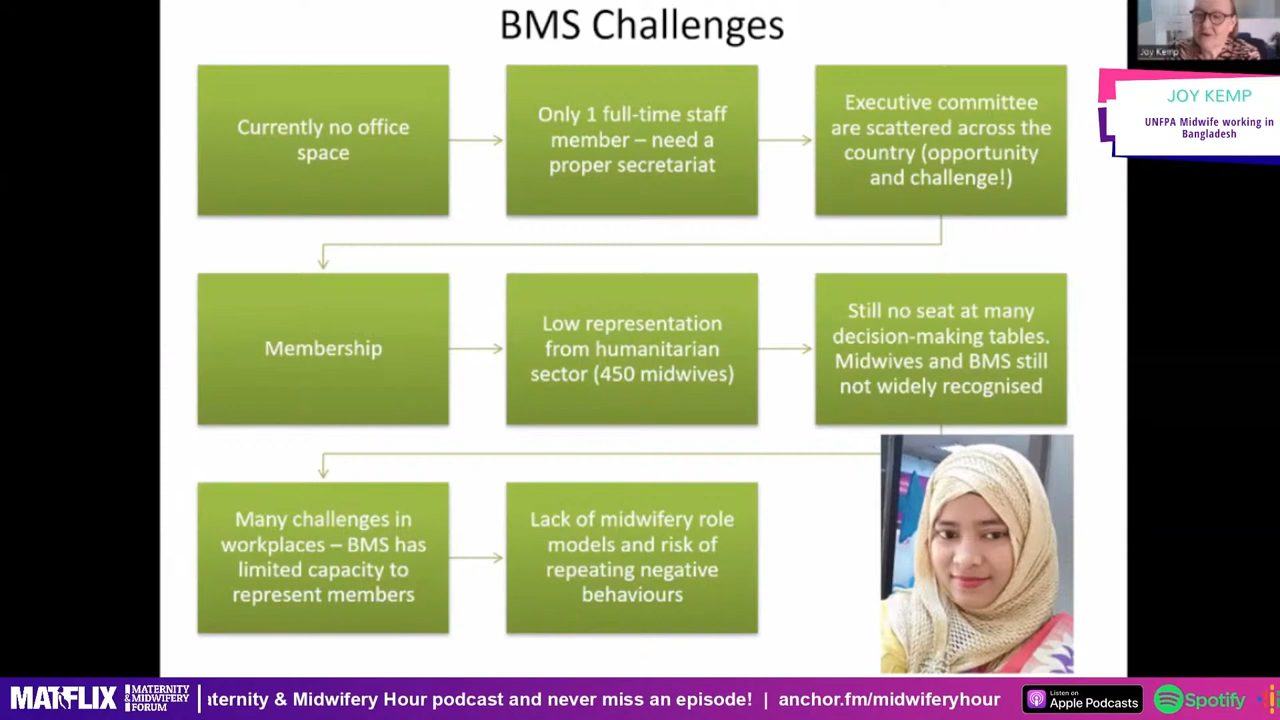 BMS Challenges
Currently no office
space
Only 1 full-time staff
member – need a
proper secretariat
Executive committee
are scattered across the
country (opportunity
and challenge!)
Membership
Low representation
from humanitarian
sector (450 midwives)
Still no seat at many
decision-making tables.
Midwives and BMS still
not widely recognised
Many challenges in
workplaces – BMS has
limited capacity to
represent members
Lack of midwifery role
models and risk of
repeating negative
behaviours
Joy Kemp
JOY KEMP
UNFPA Midwife working in
Bangladesh
MATFLIX
MATERNITY
& MIDWIFERY
FORUM
& Midwifery Hour podcast and never miss an episode! | anchor.fm/midwiferyhour
Listen on
Apple Podcasts
Spotify